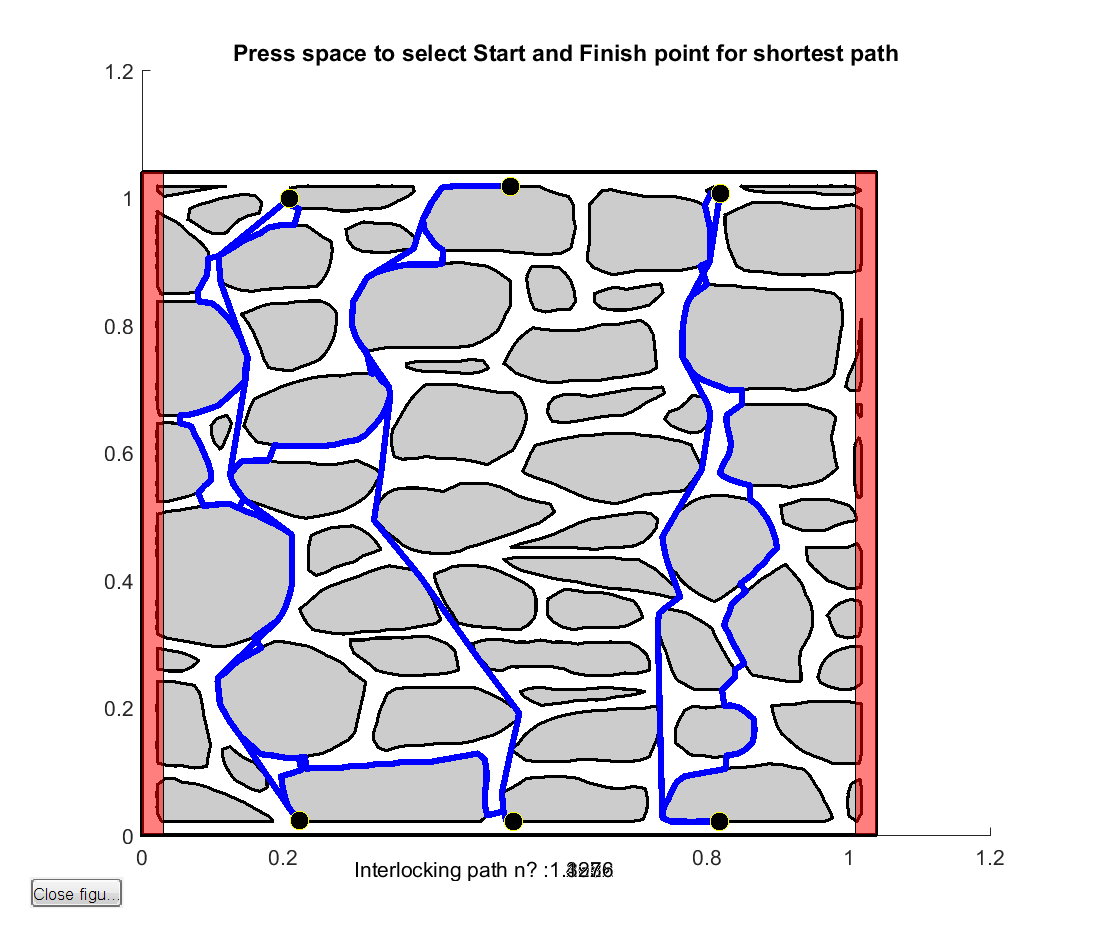 Press space to select Start and Finish point for shortest path
1.2
1
0.8
0.6
0.4
0.2
0
0 0.2 0.8 1 1.2
Interlocking path n? :1.
Close figu...